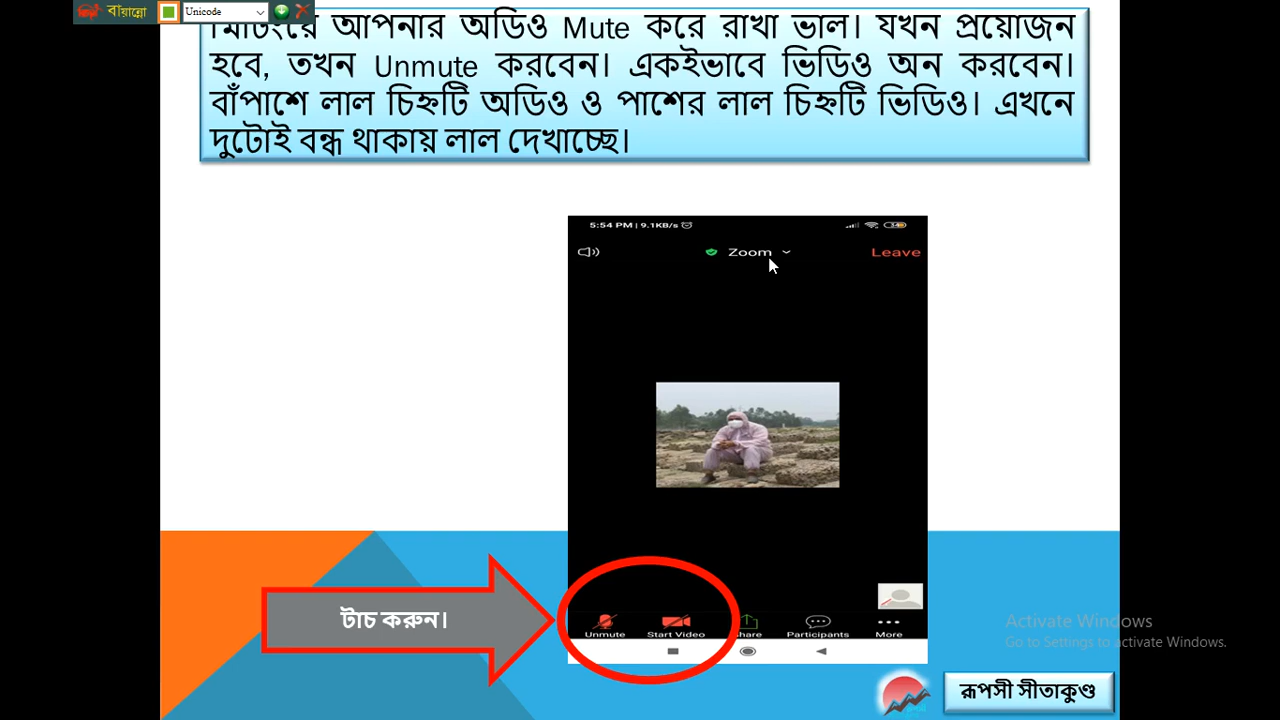 বায়ান্নো
Unicode
মিটিংয়ে আপনার অডিও Mute করে রাখা ভাল। যখন প্রয়োজন
হবে, তখন Unmute করবেন। একইভাবে ভিডিও অন করবেন।
বাঁপাশে লাল চিহ্নটি অডিও ও পাশের লাল চিহ্নটি ভিডিও। এখনে
দুটোই বন্ধ থাকায় লাল দেখাচ্ছে।
5:54 PM | 9.1KB/s
Zoom
Leave
টাচ করুন।
Unmute Start Video Share Participants More
Activate Windows
Go to Settings to activate Windows.
রূপসী সীতাকুণ্ড